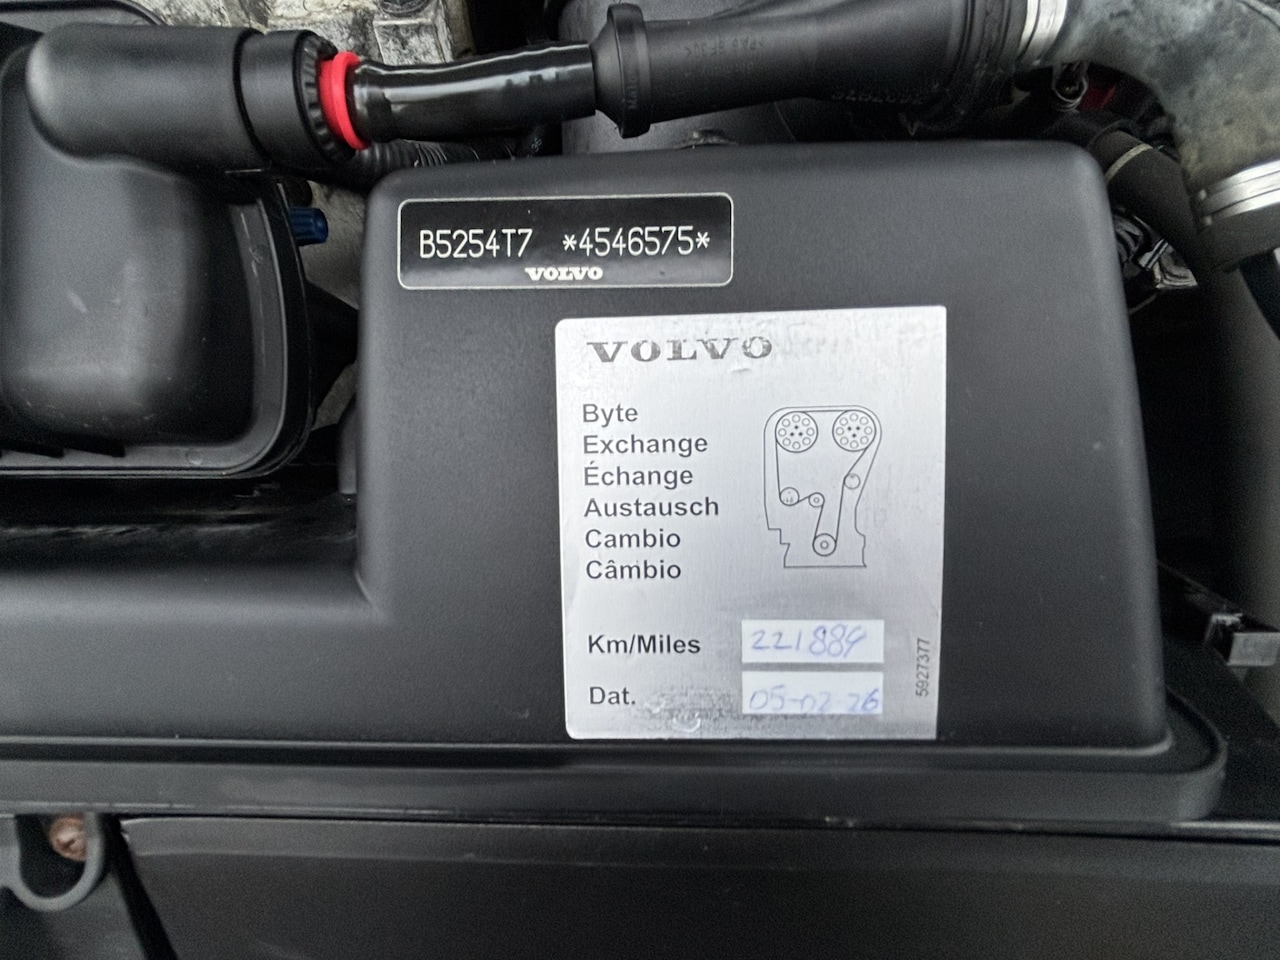 B5254T7 *4546575*
VOLVO
VOLVO
Byte
Exchange
Échange
Austausch
Cambio
Câmbio
Km/Miles 221884
Dat. 05-02-26
5927377